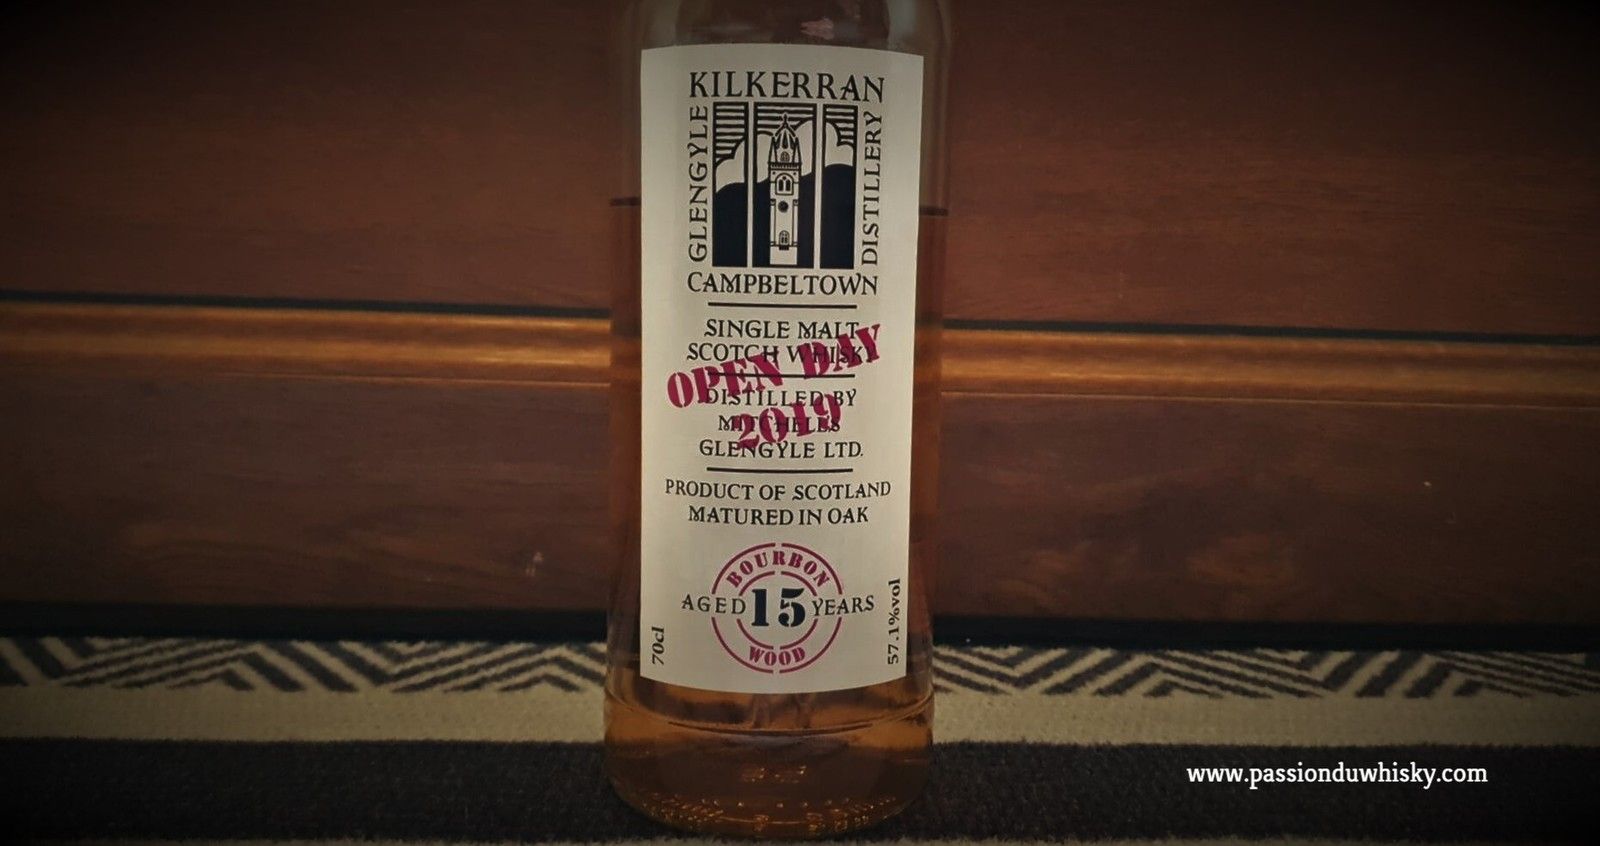 KILKERRAN
GLENGYLE
DISTILLERY
CAMPBELTOWN
SINGLE MALT
SCOTCH WHISKY
OPEN DAY
2019
DISTILLED BY
MITCHELL'S
GLENGYLE LTD.
PRODUCT OF SCOTLAND
MATURED IN OAK
BOURBON
AGED 15 YEARS
WOOD
70cl
57.1%vol
www.passionduwhisky.com